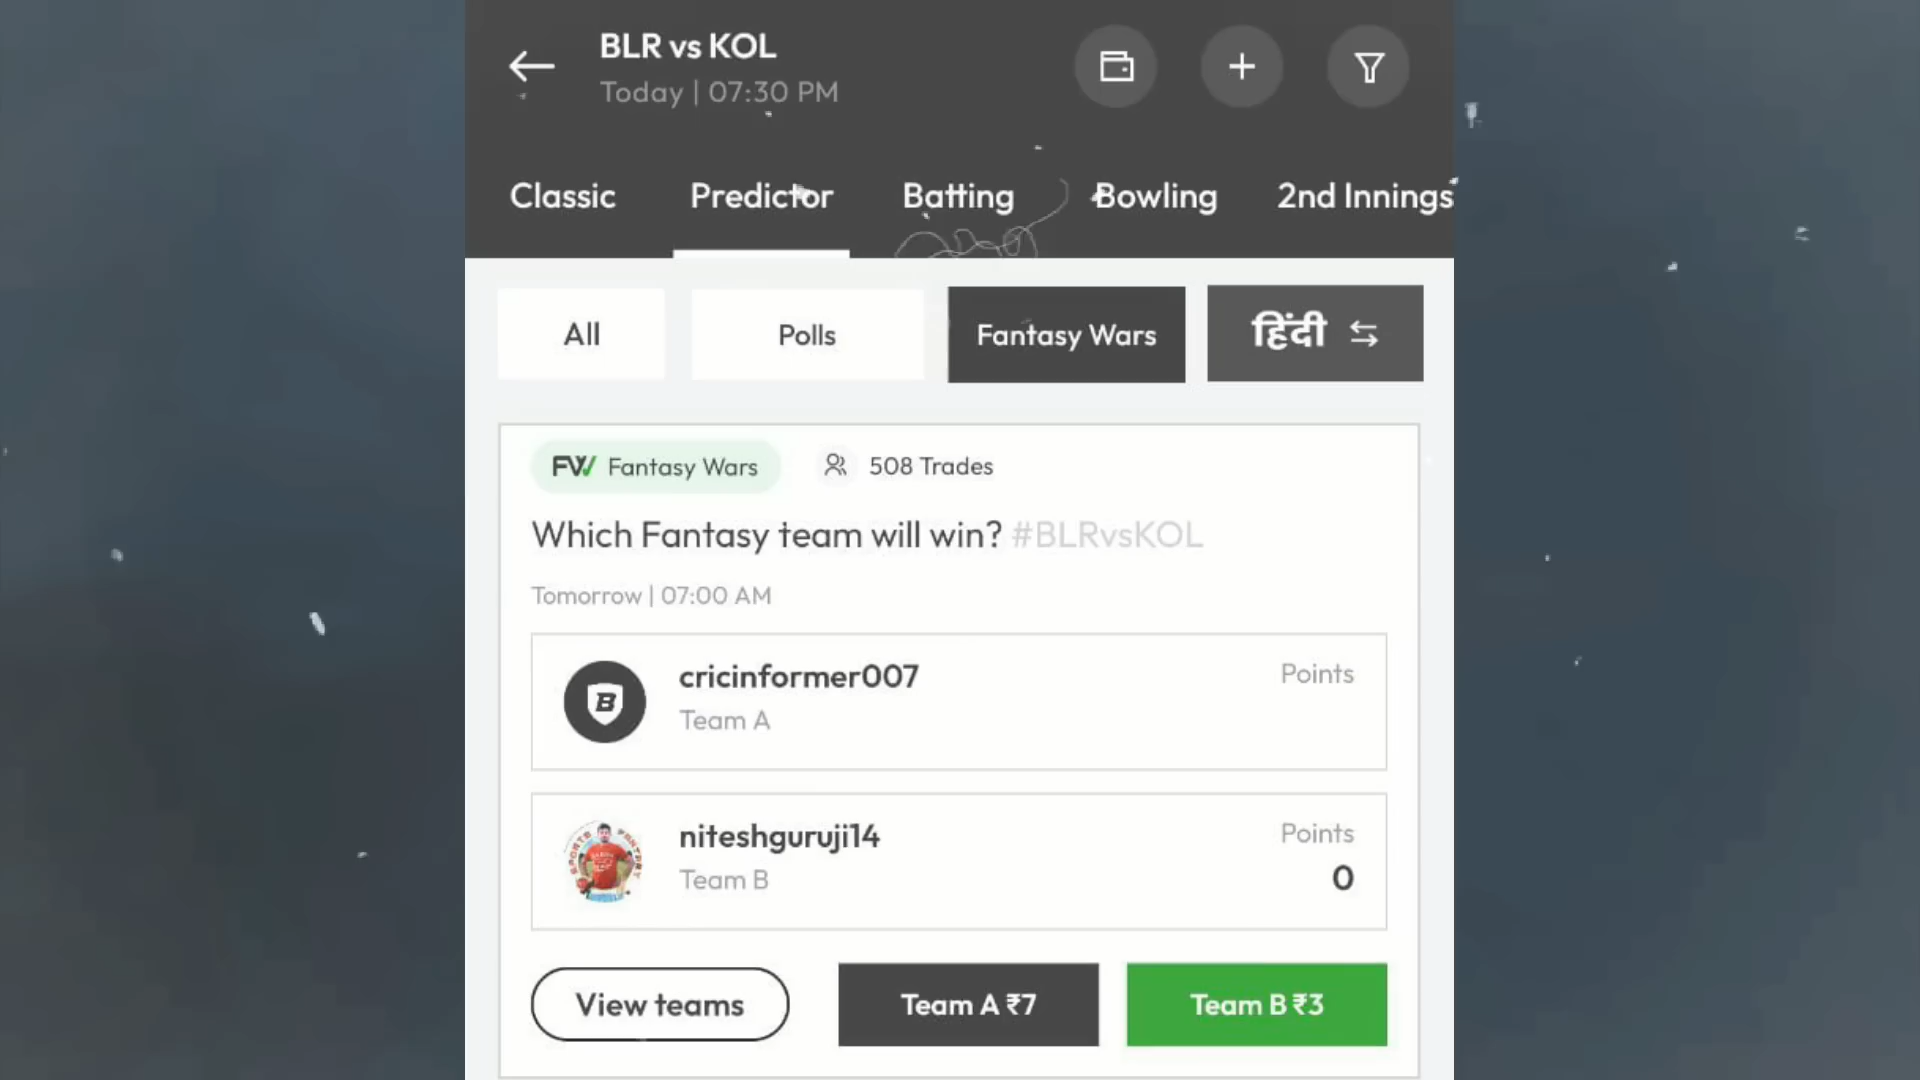 BLR vs KOL
Today | 07:30 PM
Classic Predictor Batting Bowling 2nd Innings
All Polls Fantasy Wars हिंदी
FW Fantasy Wars 508 Trades
Which Fantasy team will win? #BLRvsKOL
Tomorrow | 07:00 AM
cricinformer007 Points
Team A
niteshguruji14 Points
Team B 0
View teams Team A ₹7 Team B ₹3